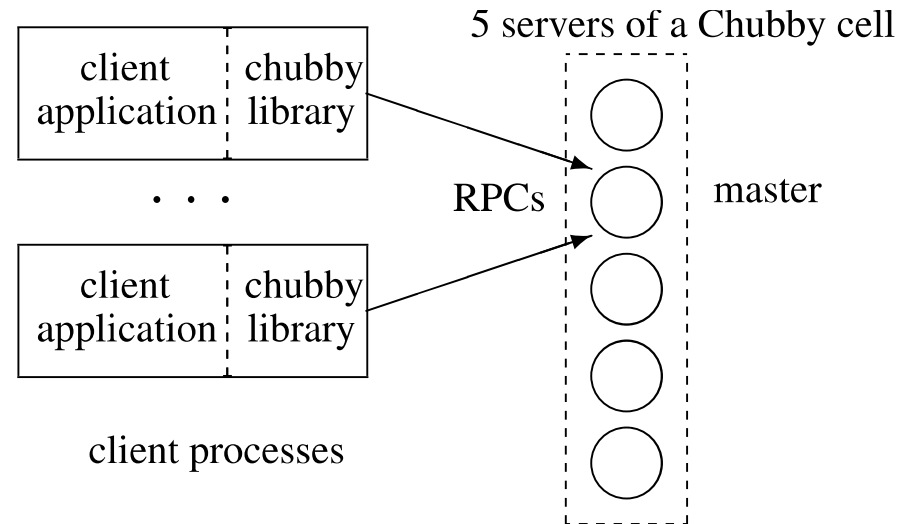 5 servers of a Chubby cell
client
application
chubby
library
. . .
RPCs
master
client
application
chubby
library
client processes